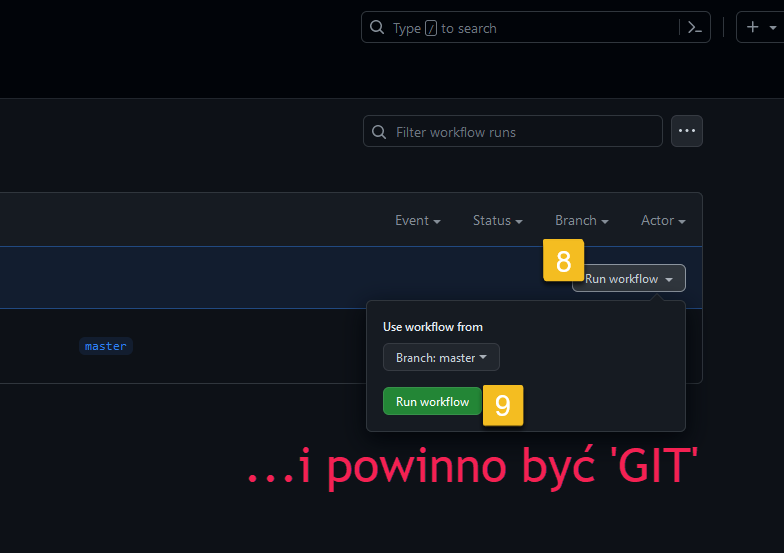 Type / to search
Filter workflow runs
Event Status Branch Actor
8 Run workflow
Use workflow from
master
Branch: master
Run workflow 9
...i powinno być 'GIT'